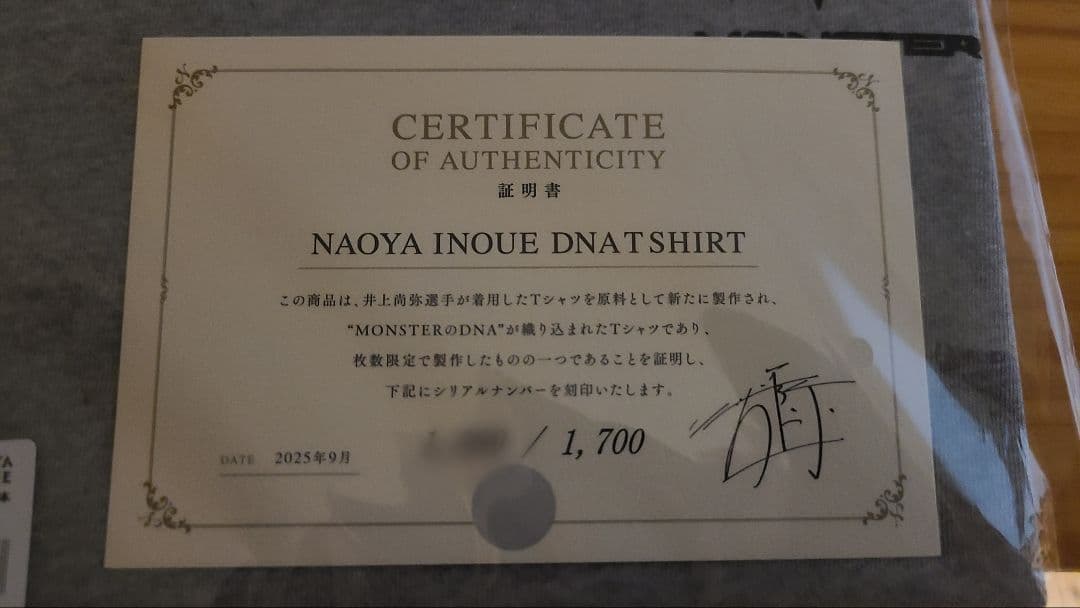 CERTIFICATE
OF AUTHENTICITY
証明書
NAOYA INOUE DNA T SHIRT
この商品は、井上尚弥選手が着用したTシャツを原料として新たに製作され、
“MONSTERのDNA”が織り込まれたTシャツであり、
枚数限定で製作したものの一つであることを証明し、
下記にシリアルナンバーを刻印いたします。
/ 1,700
DATE 2025年9月